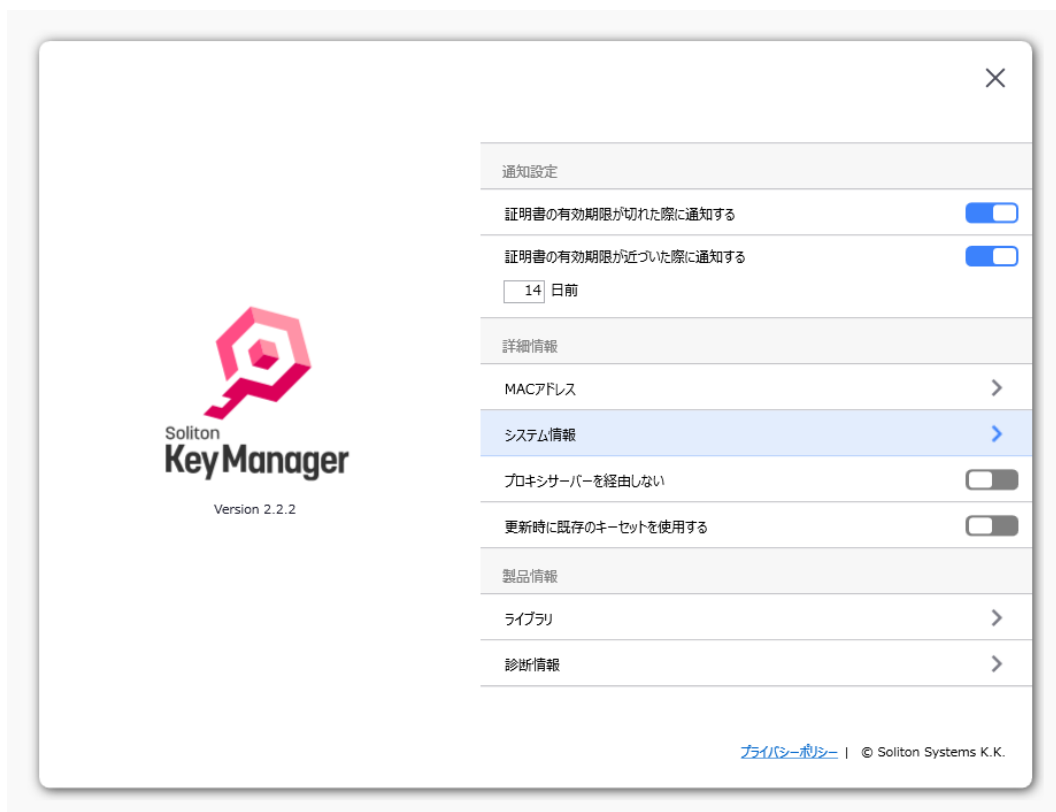 通知設定
証明書の有効期限が切れた際に通知する
証明書の有効期限が近づいた際に通知する
14 日前
Soliton
KeyManager
Version 2.2.2
詳細情報
MACアドレス
システム情報
プロキシサーバーを経由しない
更新時に既存のキーセットを使用する
製品情報
ライブラリ
診断情報
プライバシーポリシー | © Soliton Systems K.K.